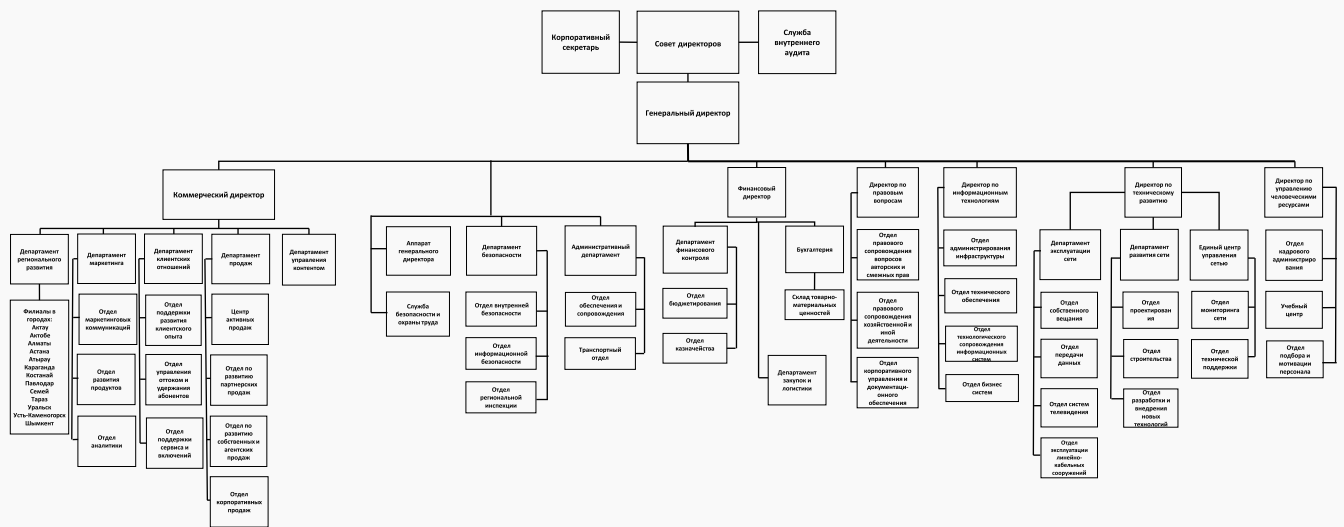 Корпоративный
секретарь
Совет директоров
Служба
внутреннего
аудита
Генеральный директор
Коммерческий директор
Департамент
регионального
развития
Филиалы в
городах:
Актау
Актобе
Алматы
Астана
Атырау
Караганда
Костанай
Павлодар
Семей
Тараз
Уральск
Усть-Каменогорск
Шымкент
Департамент
маркетинга
Отдел
маркетинговых
коммуникаций
Отдел
развития
продуктов
Отдел
аналитики
Департамент
клиентских
отношений
Отдел
поддержки
развития
клиентского
опыта
Отдел
управления
оттоком и
удержания
абонентов
Отдел
поддержки
сервиса и
включений
Департамент
продаж
Центр
активных
продаж
Отдел по
развитию
партнерских
продаж
Отдел по
развитию
собственных и
агентских
продаж
Отдел
корпоративных
продаж
Департамент
управления
контентом
Аппарат
генерального
директора
Служба
безопасности и
охраны труда
Департамент
безопасности
Отдел внутренней
безопасности
Отдел
информационной
безопасности
Отдел
региональной
инспекции
Административный
департамент
Отдел
обеспечения и
сопровождения
Транспортный
отдел
Финансовый
директор
Департамент
финансового
контроля
Отдел
бюджетирования
Отдел
казначейства
Бухгалтерия
Склад товарно-
материальных
ценностей
Департамент
закупок и
логистики
Директор по
правовым
вопросам
Отдел
правового
сопровождения
вопросов
авторских и
смежных прав
Отдел
правового
сопровождения
хозяйственной и
иной
деятельности
Отдел
корпоративного
управления и
документаци-
онного
обеспечения
Директор по
информационным
технологиям
Отдел
администрирования
инфраструктуры
Отдел технического
обеспечения
Отдел
технологического
сопровождения
информационных
систем
Отдел бизнес
систем
Директор по
техническому
развитию
Департамент
эксплуатации
сети
Отдел
собственного
вещания
Отдел
передачи
данных
Отдел систем
телевидения
Отдел
эксплуатации
линейно-
кабельных
сооружений
Департамент
развития сети
Отдел
проектирован
ия
Отдел
строительства
Отдел
разработки и
внедрения
новых
технологий
Единый центр
управления
сетью
Отдел
мониторинга
сети
Отдел
технической
поддержки
Директор по
управлению
человеческими
ресурсами
Отдел
кадрового
администриро
вания
Учебный
центр
Отдел
подбора и
мотивации
персонала